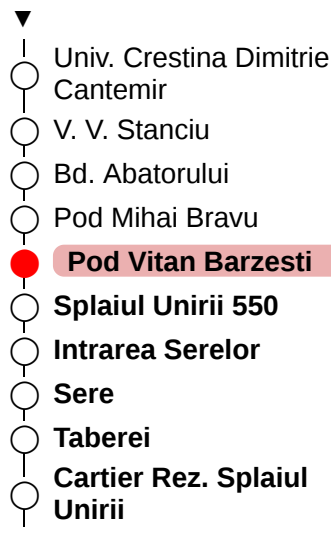 Univ. Crestina Dimitrie
Cantemir
V. V. Stanciu
Bd. Abatorului
Pod Mihai Bravu
Pod Vitan Barzesti
Splaiul Unirii 550
Intrarea Serelor
Sere
Taberei
Cartier Rez. Splaiul
Unirii